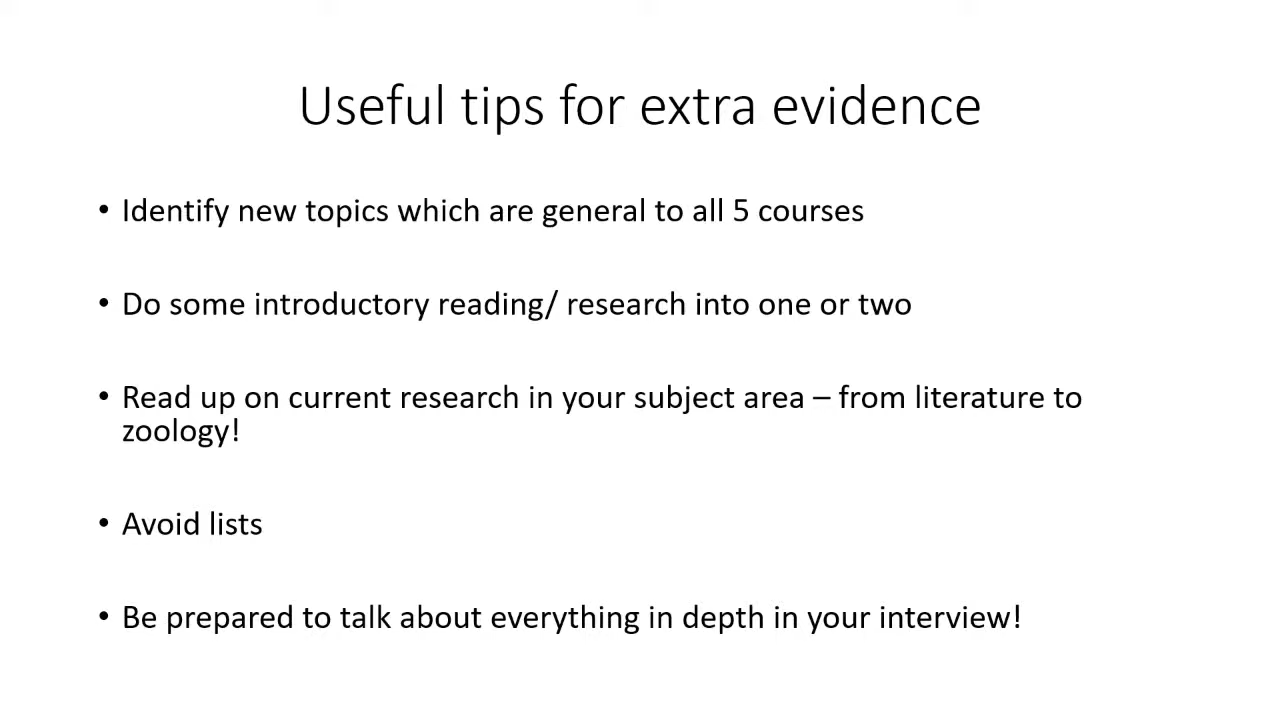 Useful tips for extra evidence
• Identify new topics which are general to all 5 courses
• Do some introductory reading/ research into one or two
• Read up on current research in your subject area – from literature to
zoology!
• Avoid lists
• Be prepared to talk about everything in depth in your interview!